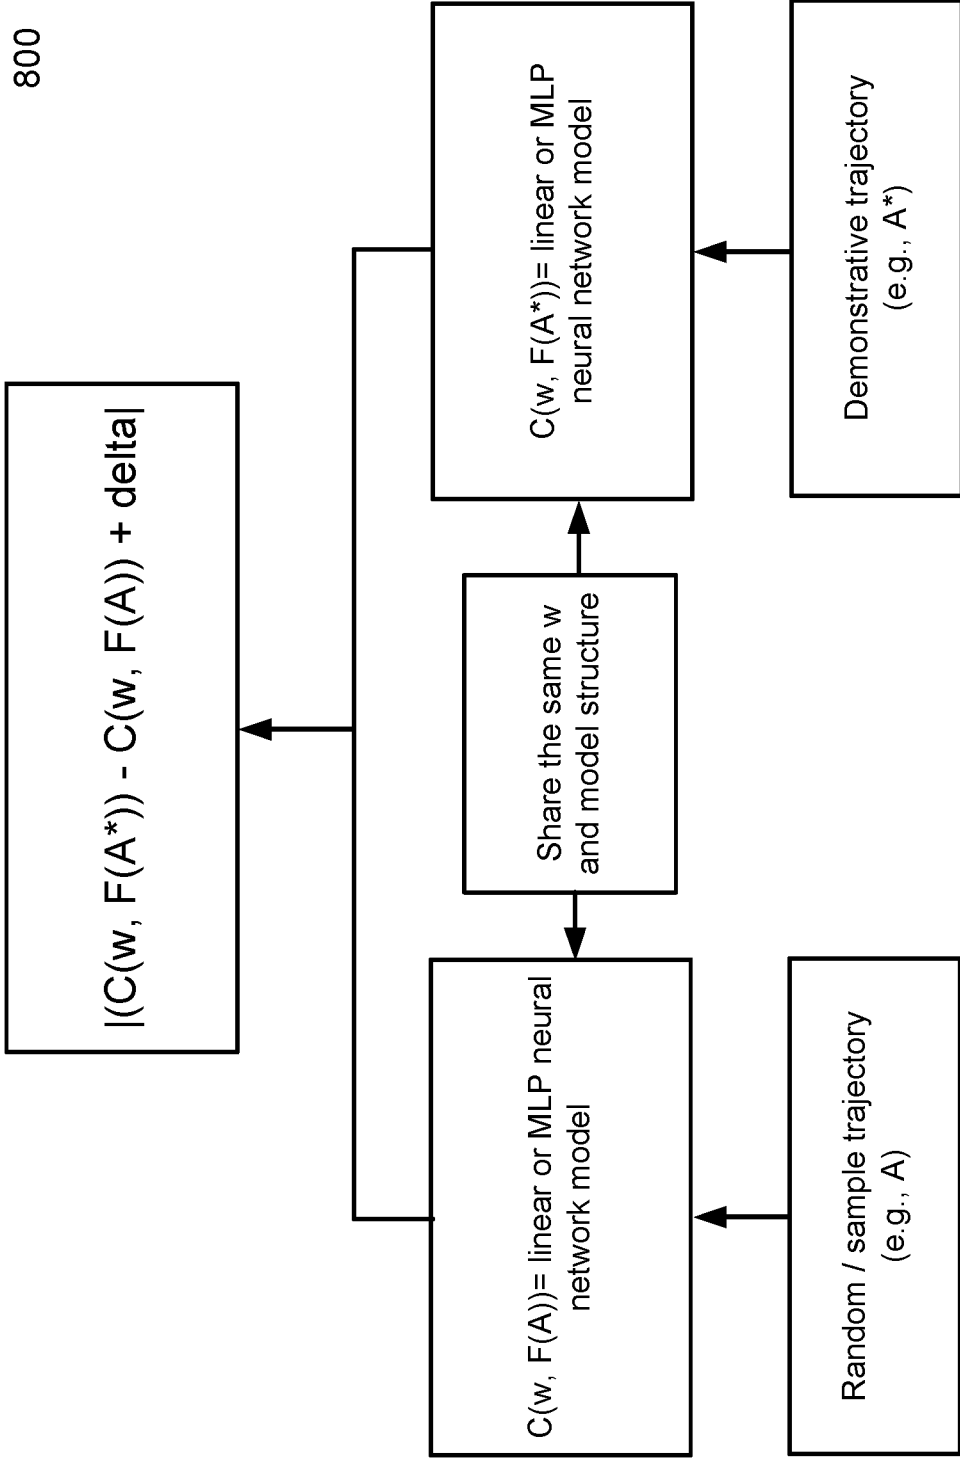 800
|(C(w, F(A*)) - C(w, F(A)) + delta|
C(w, F(A))= linear or MLP neural
network model
Share the same w
and model structure
C(w, F(A*))= linear or MLP
neural network model
Random / sample trajectory
(e.g., A)
Demonstrative trajectory
(e.g., A*)